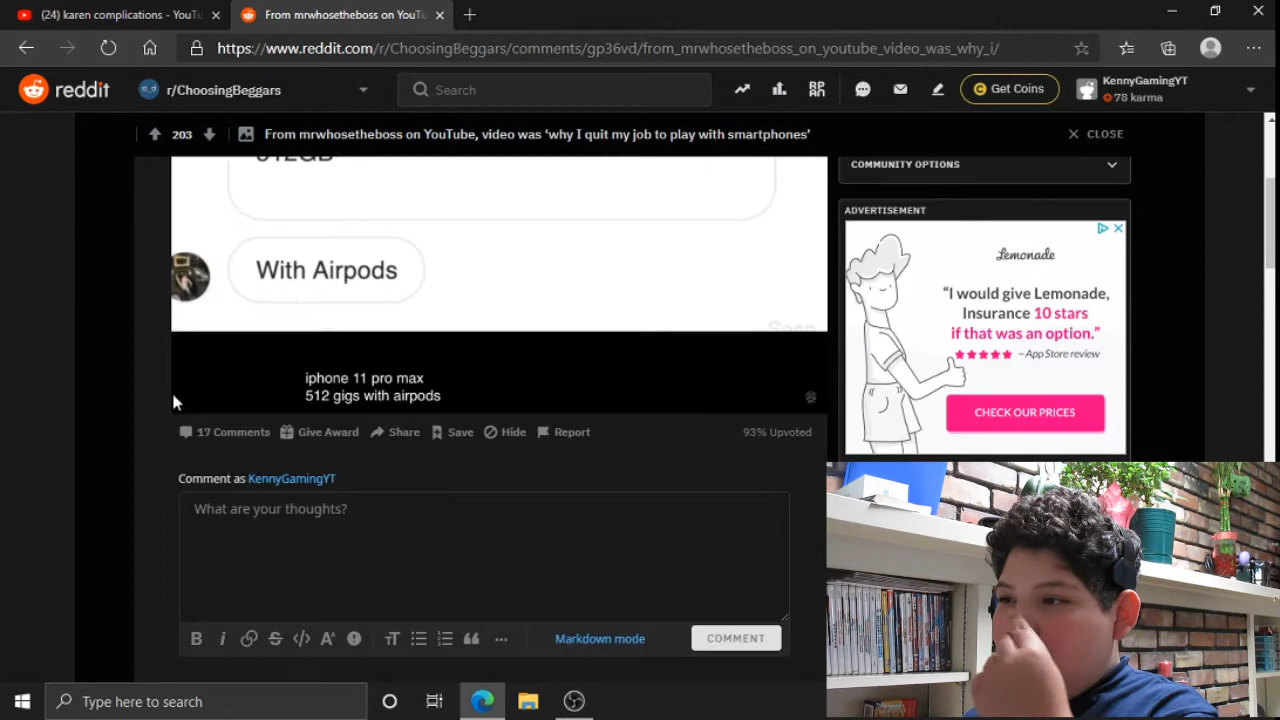 (24) karen complications - YouT
From mrwhosetheboss on YouTu
https://www.reddit.com/r/ChoosingBeggars/comments/gp36vd/from_mrwhosetheboss_on_youtube_video_was_why_i/
reddit
r/ChoosingBeggars
Search
Get Coins
KennyGamingYT
78 karma
203
From mrwhosetheboss on YouTube, video was ‘why I quit my job to play with smartphones’
CLOSE
512GB
With Airpods
Seen
iphone 11 pro max
512 gigs with airpods
17 Comments
Give Award
Share
Save
Hide
Report
93% Upvoted
Comment as KennyGamingYT
What are your thoughts?
B
i
Markdown mode
COMMENT
COMMUNITY OPTIONS
ADVERTISEMENT
Lemonade
“I would give Lemonade,
Insurance 10 stars
if that was an option.”
– App Store review
CHECK OUR PRICES
Type here to search